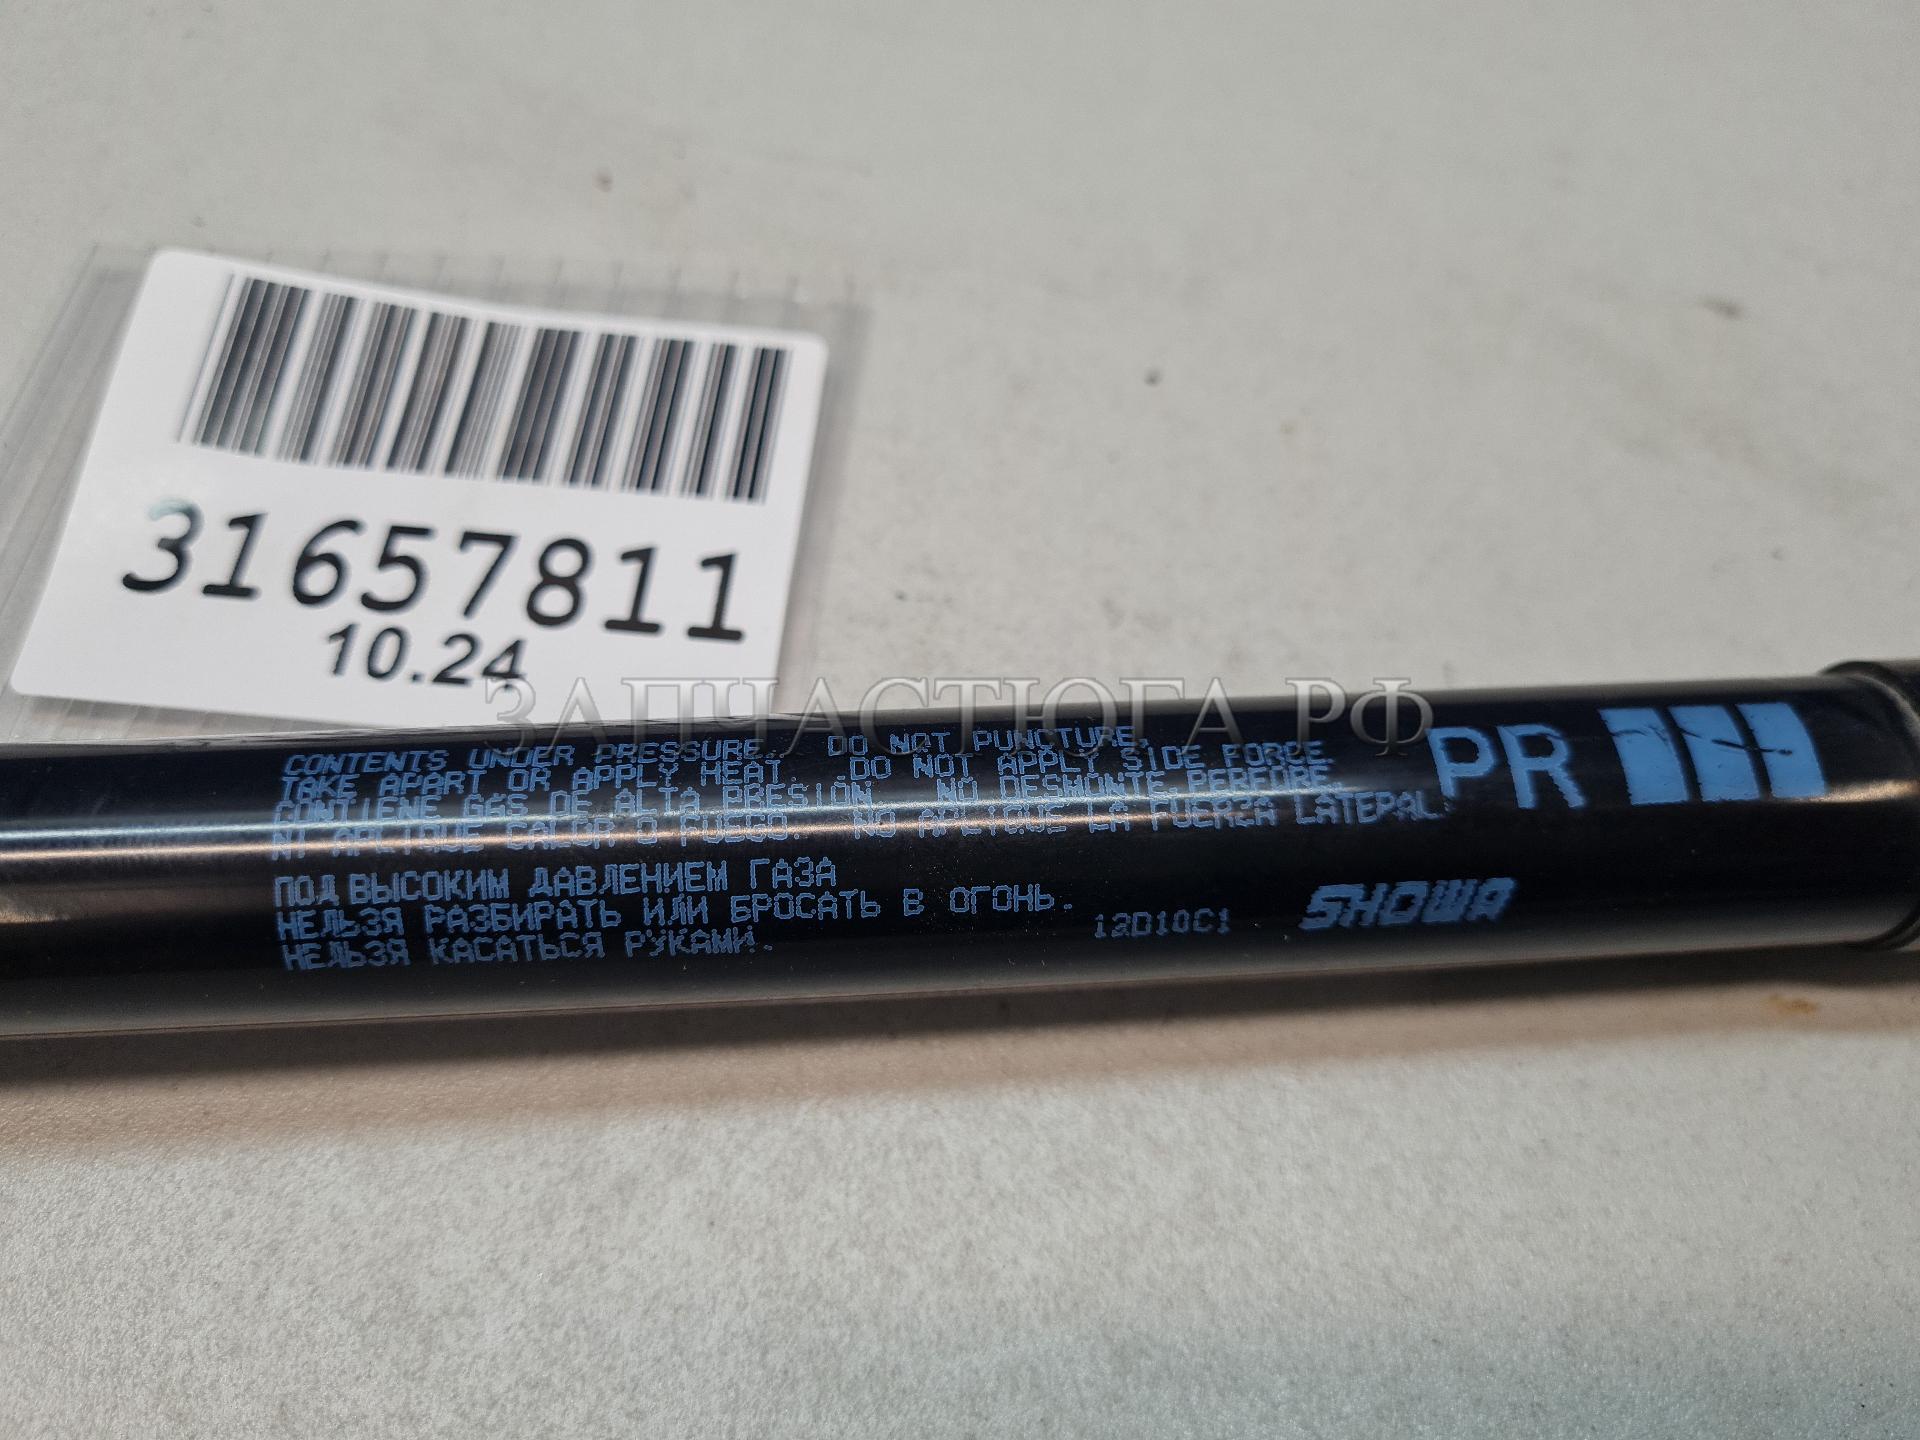 31657811
10.24
ЗАПЧАСТЮГА.РФ
CONTENTS UNDER PRESSURE. DO NOT PUNCTURE,
TAKE APART OR APPLY HEAT. .DO NOT APPLY SIDE FORCE.
CONTIENE GAS DE ALTA PRESION. NO DESMONTE,PERFORE,
NI APLIQUE CALOR O FUEGO. NO APLIQUE LA FUERZA LATERAL.
PR
ПОД ВЫСОКИМ ДАВЛЕНИЕМ ГАЗА
НЕЛЬЗЯ РАЗБИРАТЬ ИЛИ БРОСАТЬ В ОГОНЬ.
НЕЛЬЗЯ КАСАТЬСЯ РУКАМИ.
12D10C1
SHOWA